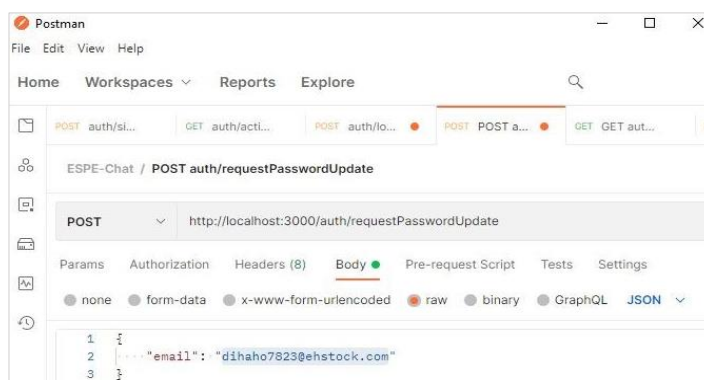 Postman
File Edit View Help
Home Workspaces Reports Explore
POST auth/si... GET auth/acti... POST auth/lo... POST POST a... GET GET aut...
ESPE-Chat / POST auth/requestPasswordUpdate
POST http://localhost:3000/auth/requestPasswordUpdate
Params Authorization Headers (8) Body Pre-request Script Tests Settings
none form-data x-www-form-urlencoded raw binary GraphQL JSON
1 {
2 ····"email": "dihaho7823@ehstock.com"
3 }